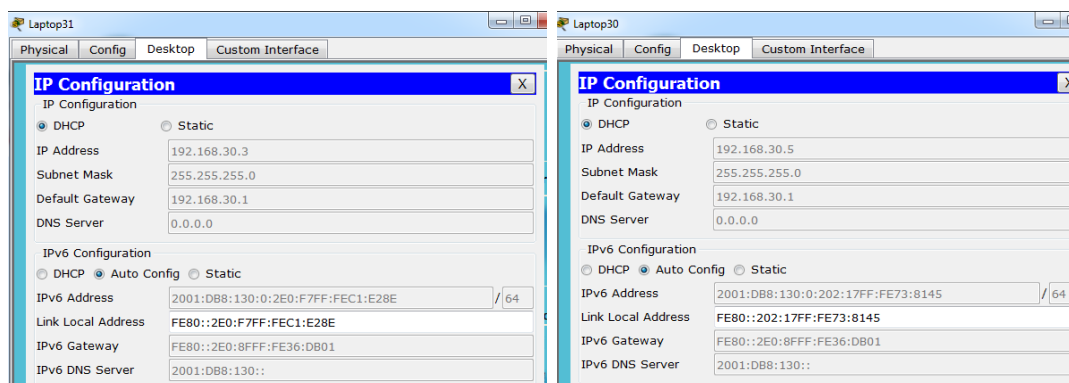 Laptop31
Physical Config Desktop Custom Interface
IP Configuration X
IP Configuration
DHCP Static
IP Address 192.168.30.3
Subnet Mask 255.255.255.0
Default Gateway 192.168.30.1
DNS Server 0.0.0.0
IPv6 Configuration
DHCP Auto Config Static
IPv6 Address 2001:DB8:130:0:2E0:F7FF:FEC1:E28E / 64
Link Local Address FE80::2E0:F7FF:FEC1:E28E
IPv6 Gateway FE80::2E0:8FFF:FE36:DB01
IPv6 DNS Server 2001:DB8:130::
Laptop30
Physical Config Desktop Custom Interface
IP Configuration X
IP Configuration
DHCP Static
IP Address 192.168.30.5
Subnet Mask 255.255.255.0
Default Gateway 192.168.30.1
DNS Server 0.0.0.0
IPv6 Configuration
DHCP Auto Config Static
IPv6 Address 2001:DB8:130:0:202:17FF:FE73:8145 / 64
Link Local Address FE80::202:17FF:FE73:8145
IPv6 Gateway FE80::2E0:8FFF:FE36:DB01
IPv6 DNS Server 2001:DB8:130::